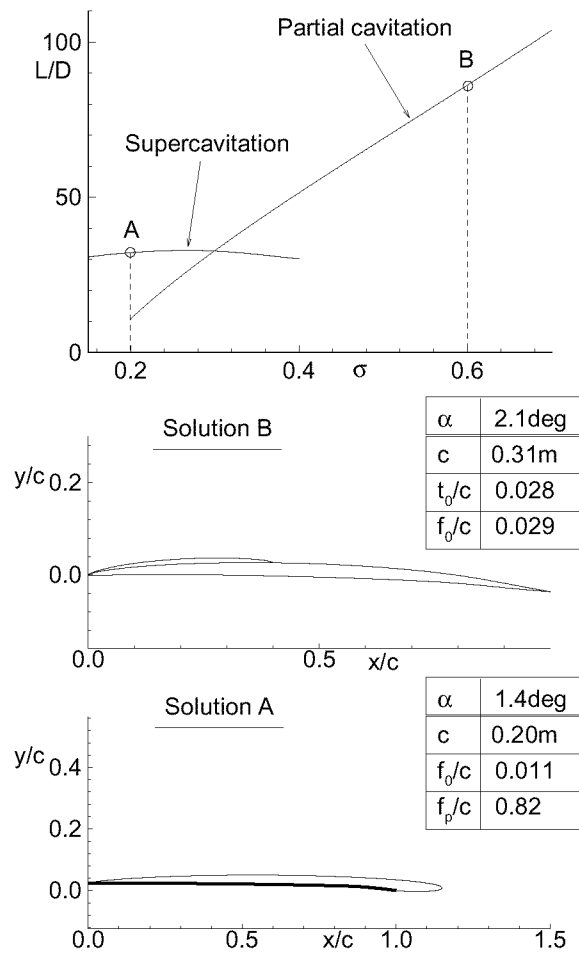 100
L/D
Partial cavitation
B
Supercavitation
50
A
0
0.2
0.4
σ
0.6
Solution B
α 2.1deg
c 0.31m
t₀/c 0.028
f₀/c 0.029
y/c
0.2
0.0
0.0
0.5
x/c
Solution A
α 1.4deg
c 0.20m
f₀/c 0.011
fₚ/c 0.82
y/c
0.4
0.2
0.0
0.0
0.5
x/c
1.0
1.5